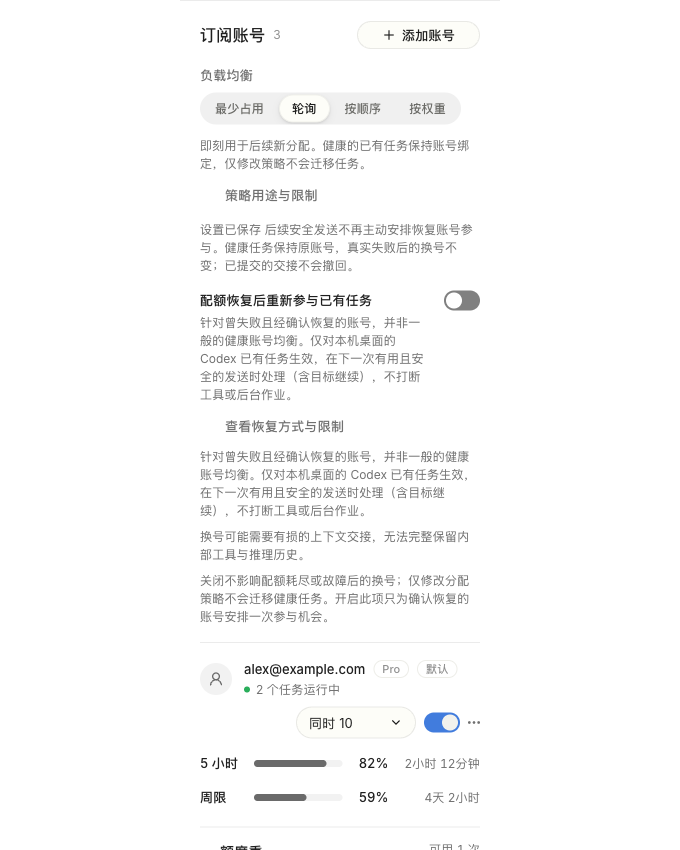 订阅账号 3
添加账号
负载均衡
最少占用 轮询 按顺序 按权重
即刻用于后续新分配。健康的已有任务保持账号绑
定，仅修改策略不会迁移任务。
策略用途与限制
设置已保存 后续安全发送不再主动安排恢复账号参
与。健康任务保持原账号，真实失败后的换号不
变；已提交的交接不会撤回。
配额恢复后重新参与已有任务
针对曾失败且经确认恢复的账号，并非一
般的健康账号均衡。仅对本机桌面的
Codex 已有任务生效，在下一次有用且安
全的发送时处理（含目标继续），不打断
工具或后台作业。
查看恢复方式与限制
针对曾失败且经确认恢复的账号，并非一般的健康
账号均衡。仅对本机桌面的 Codex 已有任务生效，
在下一次有用且安全的发送时处理（含目标继
续），不打断工具或后台作业。
换号可能需要有损的上下文交接，无法完整保留内
部工具与推理历史。
关闭不影响配额耗尽或故障后的换号；仅修改分配
策略不会迁移健康任务。开启此项只为确认恢复的
账号安排一次参与机会。
alex@example.com Pro 默认
2 个任务运行中
同时 10
5 小时 82% 2小时 12分钟
周限 59% 4天 2小时
可用 1 次